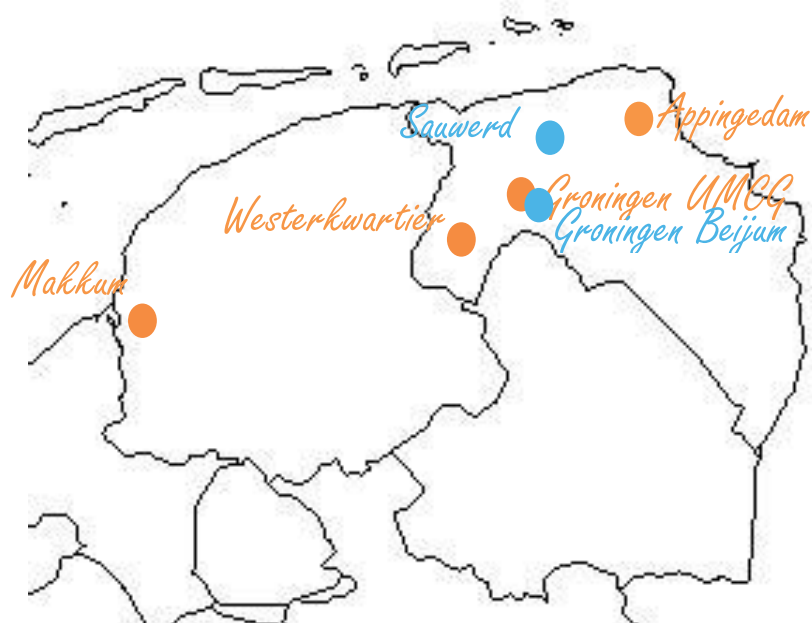 Appingedam
Sauwerd
Groningen UMCG
Westerkwartier
Groningen Beijum
Makkum